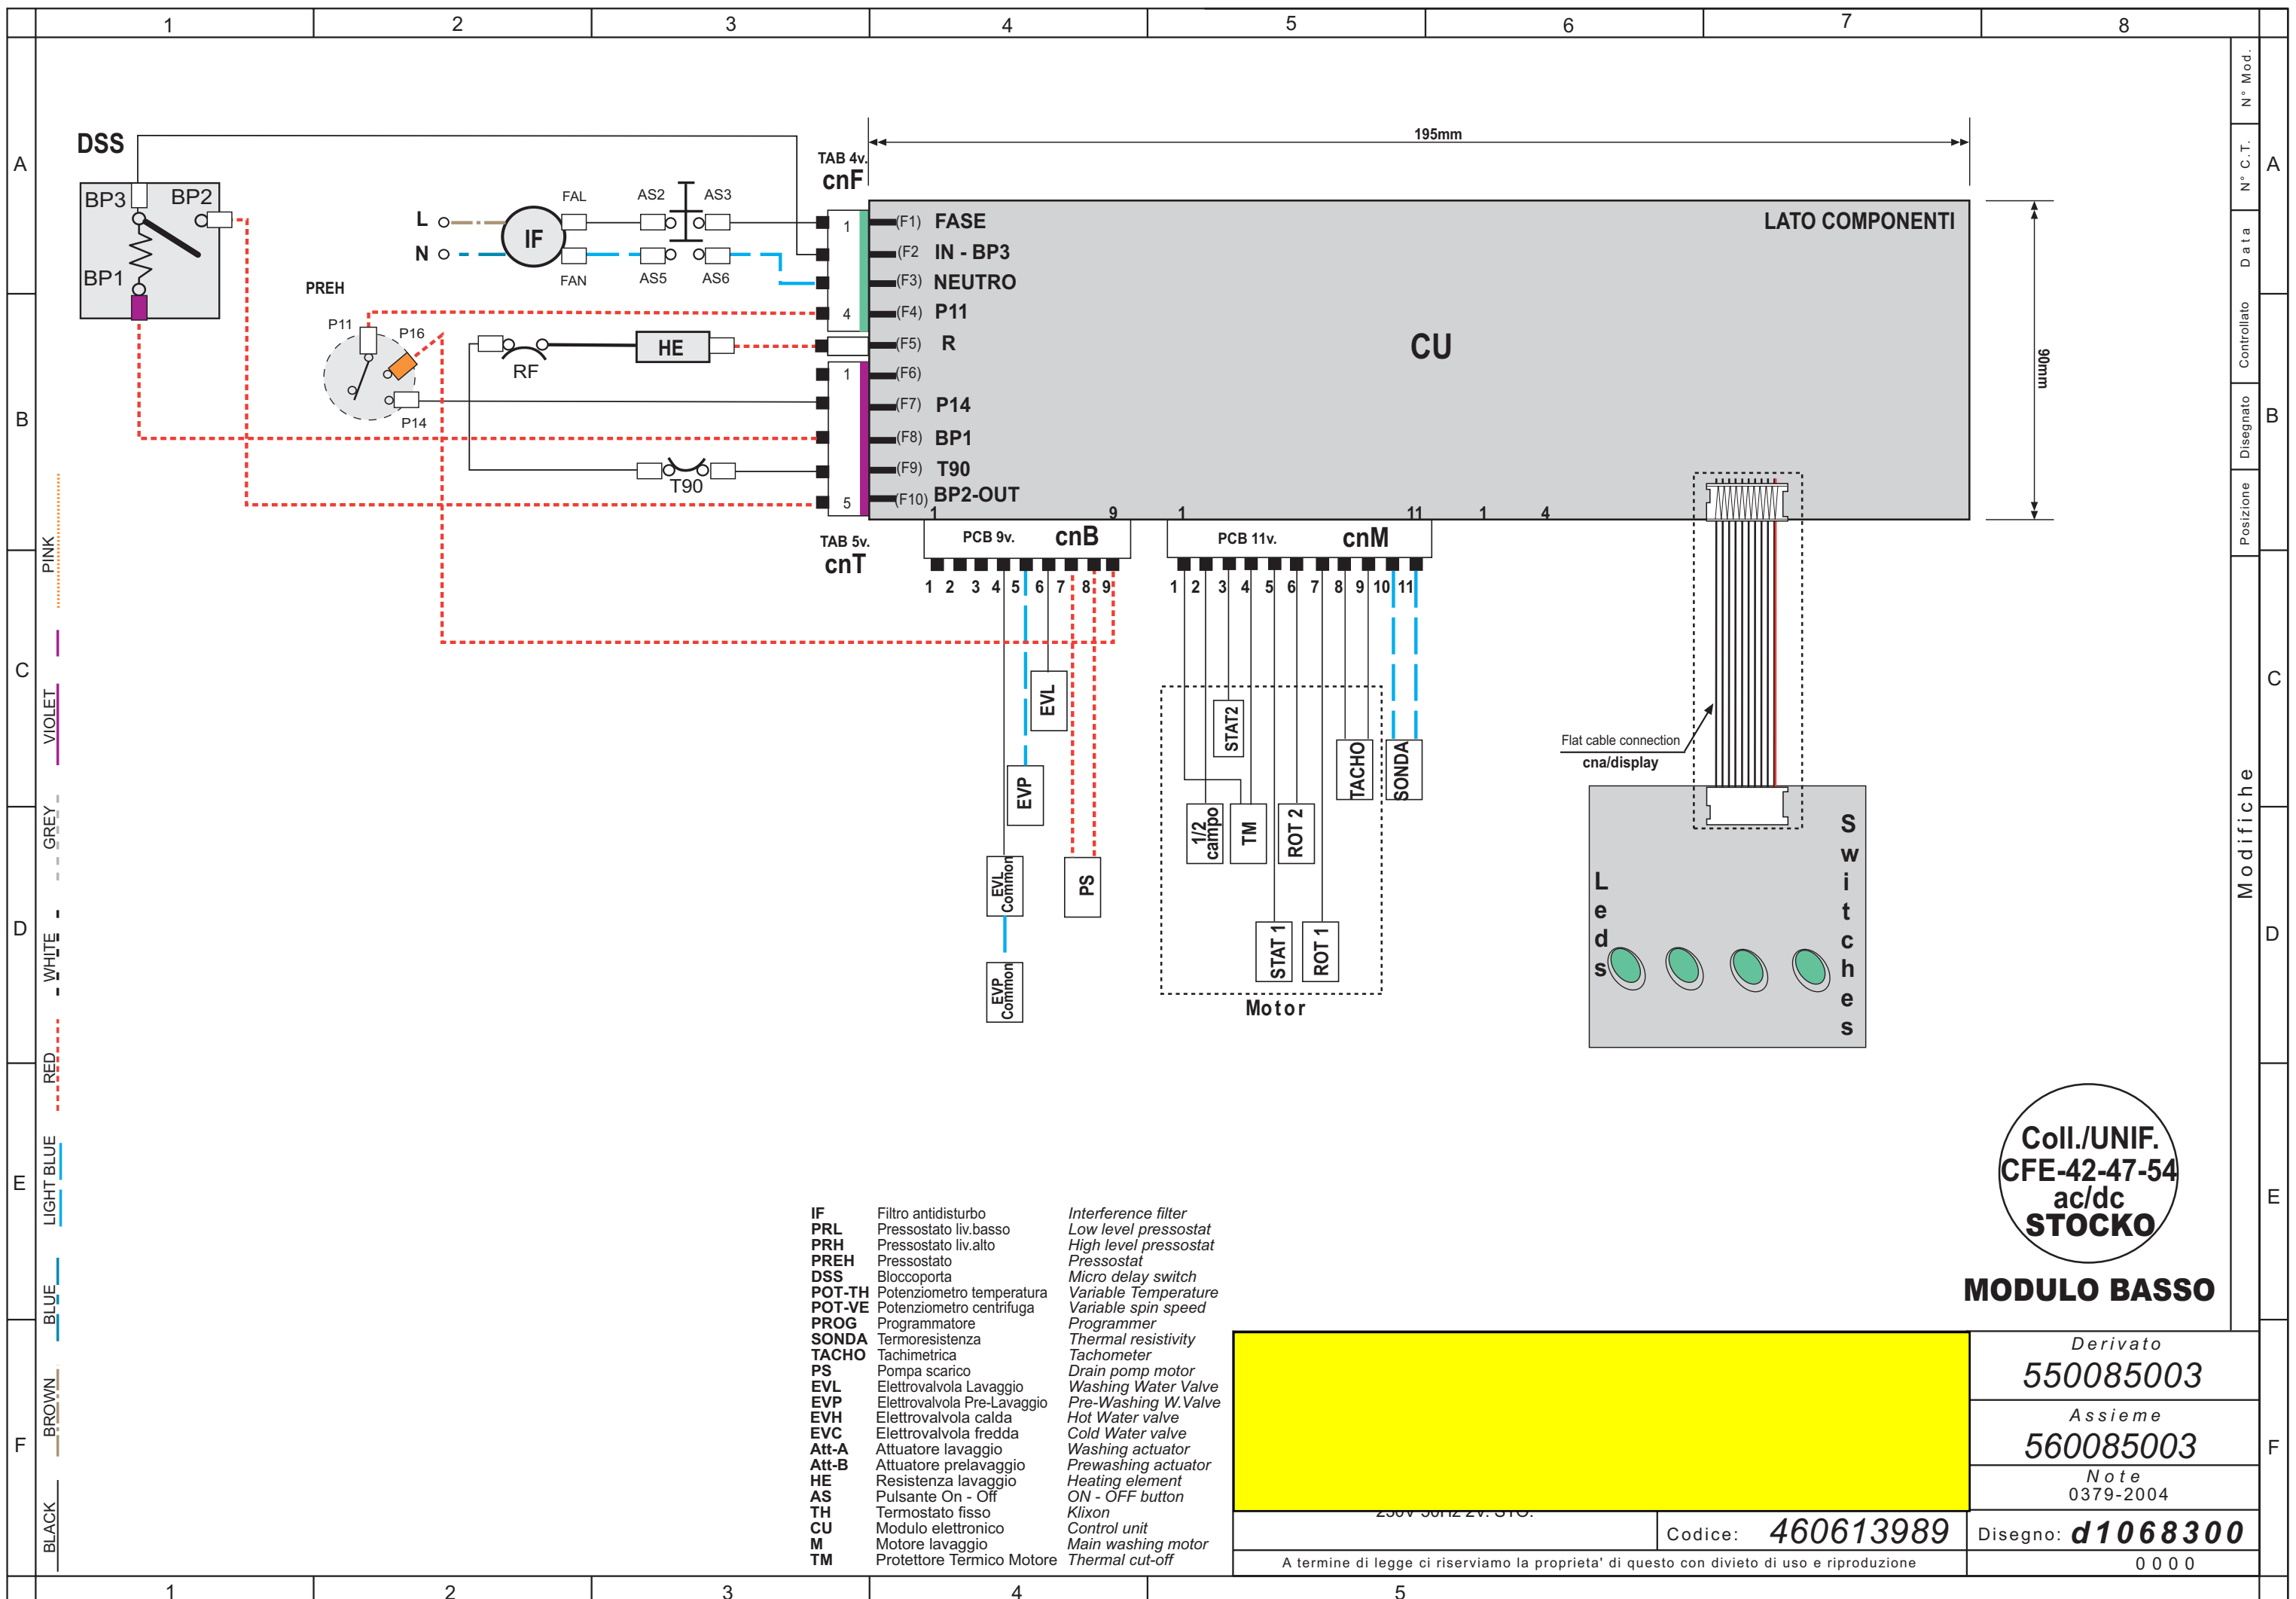 1 2 3 4 5 6 7 8
A
B
C
D
E
F
DSS
BP3
BP2
BP1
PREH
P11
P16
P14
L
N
IF
FAL
FAN
AS2
AS3
AS5
AS6
RF
HE
T90
TAB 4v.
cnF
1
4
1
5
TAB 5v.
cnT
195mm
90mm
LATO COMPONENTI
CU
(F1) FASE
(F2 IN - BP3
(F3) NEUTRO
(F4) P11
(F5) R
(F6)
(F7) P14
(F8) BP1
(F9) T90
(F10) BP2-OUT
1 9 1 11 1 4
PCB 9v. cnB
PCB 11v. cnM
1 2 3 4 5 6 7 8 9
1 2 3 4 5 6 7 8 9 10 11
EVL
EVP
EVL
Common
EVP
Common
PS
STAT2
1/2
campo
TM
ROT 2
STAT 1
ROT 1
TACHO
SONDA
Motor
Flat cable connection
cna/display
Leds
Switches
PINK
VIOLET
GREY
WHITE
RED
LIGHT BLUE
BLUE
BROWN
BLACK
N° Mod.
N° C.T.
Data
Controllato
Disegnato
Posizione
Modifiche
A
B
C
D
E
F
Coll./UNIF.
CFE-42-47-54
ac/dc
STOCKO
MODULO BASSO
IF Filtro antidisturbo Interference filter
PRL Pressostato liv.basso Low level pressostat
PRH Pressostato liv.alto High level pressostat
PREH Pressostato Pressostat
DSS Bloccoporta Micro delay switch
POT-TH Potenziometro temperatura Variable Temperature
POT-VE Potenziometro centrifuga Variable spin speed
PROG Programmatore Programmer
SONDA Termoresistenza Thermal resistivity
TACHO Tachimetrica Tachometer
PS Pompa scarico Drain pomp motor
EVL Elettrovalvola Lavaggio Washing Water Valve
EVP Elettrovalvola Pre-Lavaggio Pre-Washing W.Valve
EVH Elettrovalvola calda Hot Water valve
EVC Elettrovalvola fredda Cold Water valve
Att-A Attuatore lavaggio Washing actuator
Att-B Attuatore prelavaggio Prewashing actuator
HE Resistenza lavaggio Heating element
AS Pulsante On - Off ON - OFF button
TH Termostato fisso Klixon
CU Modulo elettronico Control unit
M Motore lavaggio Main washing motor
TM Protettore Termico Motore Thermal cut-off
Derivato
550085003
Assieme
560085003
Note
0379-2004
Codice: 460613989
Disegno: d1068300
A termine di legge ci riserviamo la proprieta' di questo con divieto di uso e riproduzione
0000
1 2 3 4 5